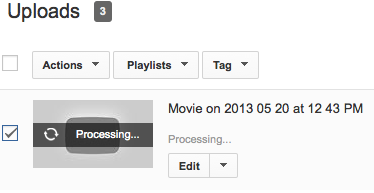 Uploads 3
Actions Playlists Tag
Movie on 2013 05 20 at 12 43 PM
Processing...
Processing...
Edit